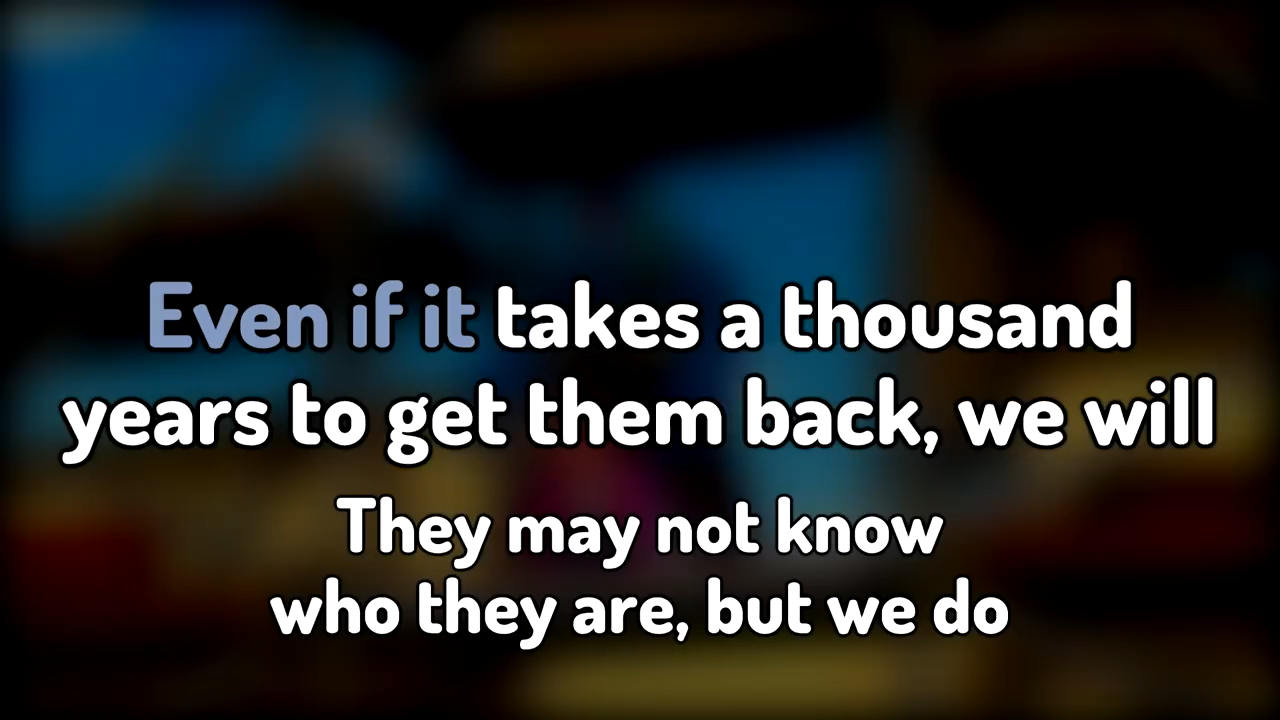 Even if it takes a thousand
years to get them back, we will
They may not know
who they are, but we do